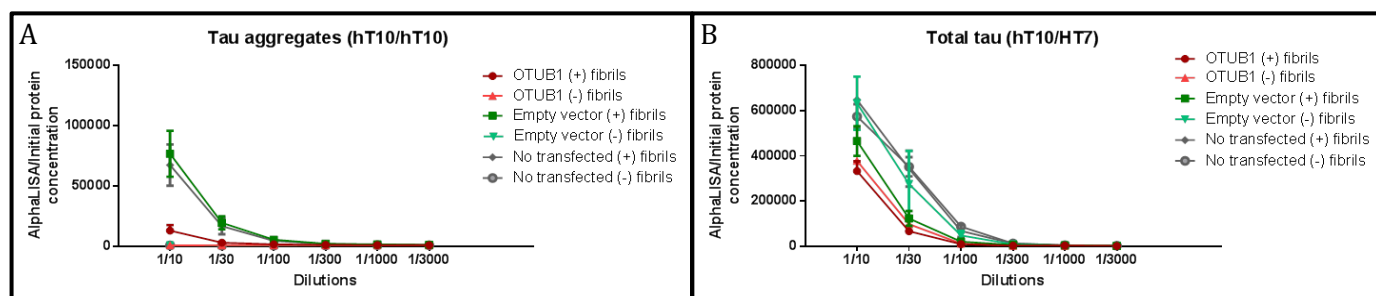 A
Tau aggregates (hT10/hT10)
AlphaLISA/Initial protein
concentration
150000
100000
50000
0
1/10 1/30 1/100 1/300 1/1000 1/3000
Dilutions
OTUB1 (+) fibrils
OTUB1 (-) fibrils
Empty vector (+) fibrils
Empty vector (-) fibrils
No transfected (+) fibrils
No transfected (-) fibrils
B
Total tau (hT10/HT7)
AlphaLISA/Initial protein
concentration
800000
600000
400000
200000
0
1/10 1/30 1/100 1/300 1/1000 1/3000
Dilutions
OTUB1 (+) fibrils
OTUB1 (-) fibrils
Empty vector (+) fibrils
Empty vector (-) fibrils
No transfected (+) fibrils
No transfected (-) fibrils